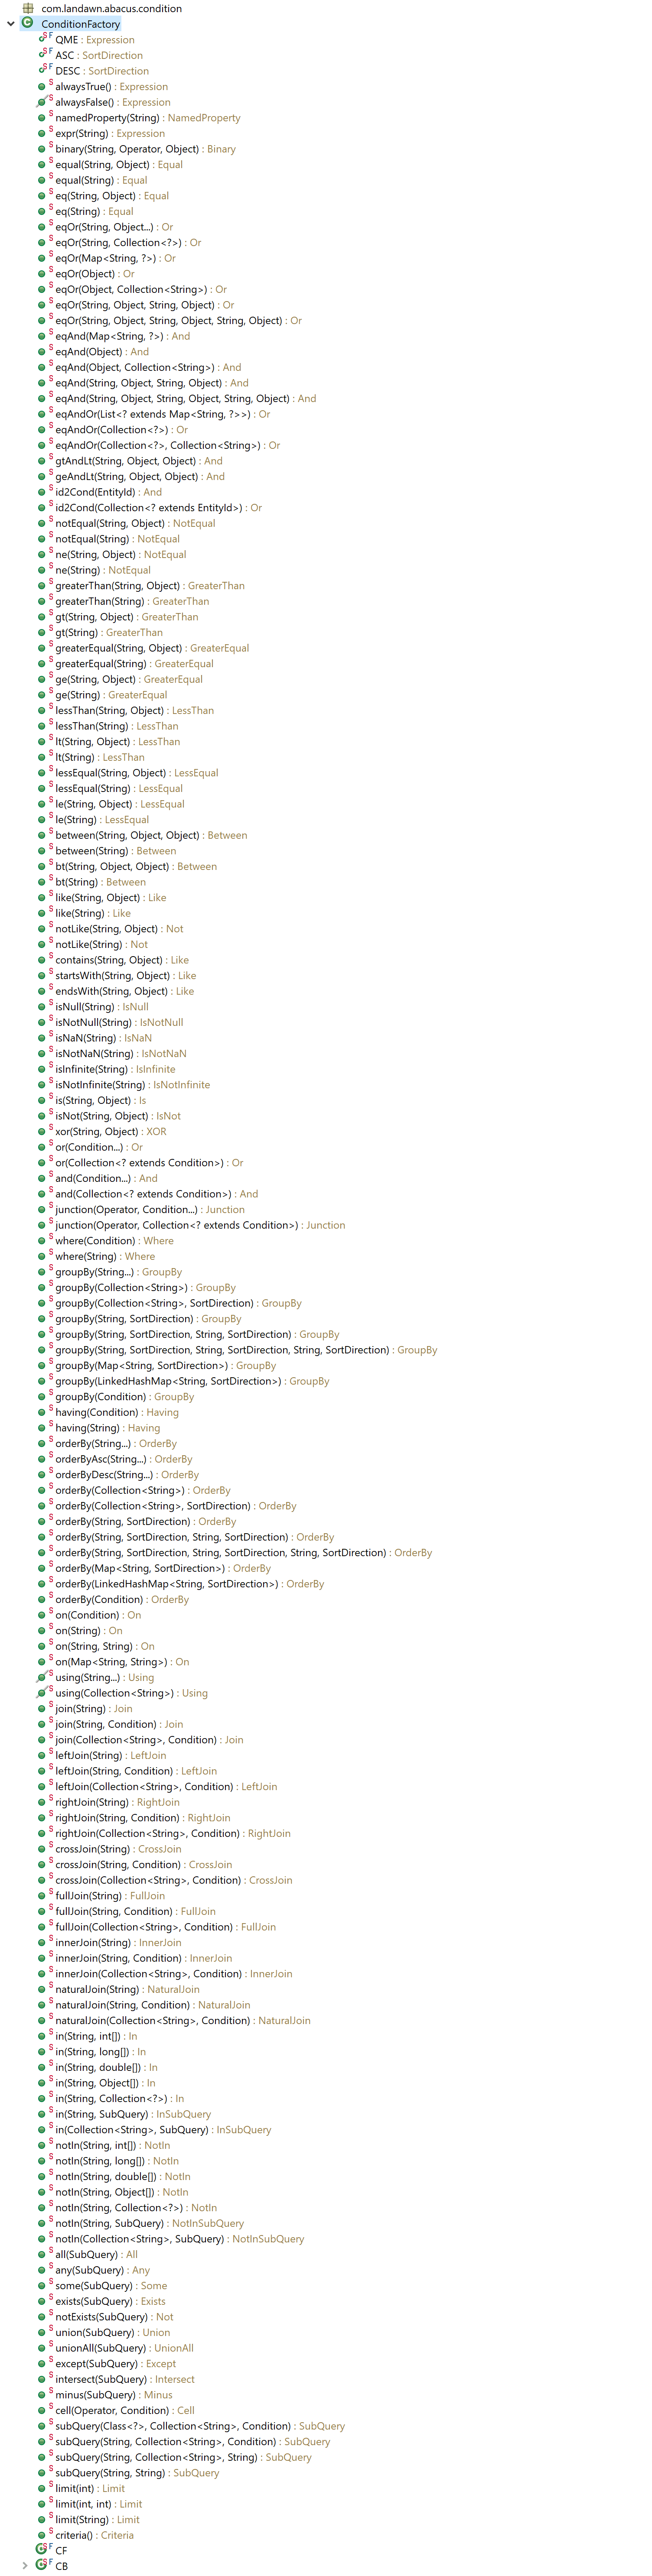 com.landawn.abacus.condition
ConditionFactory
QME : Expression
ASC : SortDirection
DESC : SortDirection
alwaysTrue() : Expression
alwaysFalse() : Expression
namedProperty(String) : NamedProperty
expr(String) : Expression
binary(String, Operator, Object) : Binary
equal(String, Object) : Equal
equal(String) : Equal
eq(String, Object) : Equal
eq(String) : Equal
eqOr(String, Object...) : Or
eqOr(String, Collection<?>) : Or
eqOr(Map<String, ?>) : Or
eqOr(Object) : Or
eqOr(Object, Collection<String>) : Or
eqOr(String, Object, String, Object) : Or
eqOr(String, Object, String, Object, String, Object) : Or
eqAnd(Map<String, ?>) : And
eqAnd(Object) : And
eqAnd(Object, Collection<String>) : And
eqAnd(String, Object, String, Object) : And
eqAnd(String, Object, String, Object, String, Object) : And
eqAndOr(List<? extends Map<String, ?>>) : Or
eqAndOr(Collection<?>) : Or
eqAndOr(Collection<?>, Collection<String>) : Or
gtAndLt(String, Object, Object) : And
geAndLt(String, Object, Object) : And
id2Cond(EntityId) : And
id2Cond(Collection<? extends EntityId>) : Or
notEqual(String, Object) : NotEqual
notEqual(String) : NotEqual
ne(String, Object) : NotEqual
ne(String) : NotEqual
greaterThan(String, Object) : GreaterThan
greaterThan(String) : GreaterThan
gt(String, Object) : GreaterThan
gt(String) : GreaterThan
greaterEqual(String, Object) : GreaterEqual
greaterEqual(String) : GreaterEqual
ge(String, Object) : GreaterEqual
ge(String) : GreaterEqual
lessThan(String, Object) : LessThan
lessThan(String) : LessThan
lt(String, Object) : LessThan
lt(String) : LessThan
lessEqual(String, Object) : LessEqual
lessEqual(String) : LessEqual
le(String, Object) : LessEqual
le(String) : LessEqual
between(String, Object, Object) : Between
between(String) : Between
bt(String, Object, Object) : Between
bt(String) : Between
like(String, Object) : Like
like(String) : Like
notLike(String, Object) : Not
notLike(String) : Not
contains(String, Object) : Like
startsWith(String, Object) : Like
endsWith(String, Object) : Like
isNull(String) : IsNull
isNotNull(String) : IsNotNull
isNaN(String) : IsNaN
isNotNaN(String) : IsNotNaN
isInfinite(String) : IsInfinite
isNotInfinite(String) : IsNotInfinite
is(String, Object) : Is
isNot(String, Object) : IsNot
xor(String, Object) : XOR
or(Condition...) : Or
or(Collection<? extends Condition>) : Or
and(Condition...) : And
and(Collection<? extends Condition>) : And
junction(Operator, Condition...) : Junction
junction(Operator, Collection<? extends Condition>) : Junction
where(Condition) : Where
where(String) : Where
groupBy(String...) : GroupBy
groupBy(Collection<String>) : GroupBy
groupBy(Collection<String>, SortDirection) : GroupBy
groupBy(String, SortDirection) : GroupBy
groupBy(String, SortDirection, String, SortDirection) : GroupBy
groupBy(String, SortDirection, String, SortDirection, String, SortDirection) : GroupBy
groupBy(Map<String, SortDirection>) : GroupBy
groupBy(LinkedHashMap<String, SortDirection>) : GroupBy
groupBy(Condition) : GroupBy
having(Condition) : Having
having(String) : Having
orderBy(String...) : OrderBy
orderByAsc(String...) : OrderBy
orderByDesc(String...) : OrderBy
orderBy(Collection<String>) : OrderBy
orderBy(Collection<String>, SortDirection) : OrderBy
orderBy(String, SortDirection) : OrderBy
orderBy(String, SortDirection, String, SortDirection) : OrderBy
orderBy(String, SortDirection, String, SortDirection, String, SortDirection) : OrderBy
orderBy(Map<String, SortDirection>) : OrderBy
orderBy(LinkedHashMap<String, SortDirection>) : OrderBy
orderBy(Condition) : OrderBy
on(Condition) : On
on(String) : On
on(String, String) : On
on(Map<String, String>) : On
using(String...) : Using
using(Collection<String>) : Using
join(String) : Join
join(String, Condition) : Join
join(Collection<String>, Condition) : Join
leftJoin(String) : LeftJoin
leftJoin(String, Condition) : LeftJoin
leftJoin(Collection<String>, Condition) : LeftJoin
rightJoin(String) : RightJoin
rightJoin(String, Condition) : RightJoin
rightJoin(Collection<String>, Condition) : RightJoin
crossJoin(String) : CrossJoin
crossJoin(String, Condition) : CrossJoin
crossJoin(Collection<String>, Condition) : CrossJoin
fullJoin(String) : FullJoin
fullJoin(String, Condition) : FullJoin
fullJoin(Collection<String>, Condition) : FullJoin
innerJoin(String) : InnerJoin
innerJoin(String, Condition) : InnerJoin
innerJoin(Collection<String>, Condition) : InnerJoin
naturalJoin(String) : NaturalJoin
naturalJoin(String, Condition) : NaturalJoin
naturalJoin(Collection<String>, Condition) : NaturalJoin
in(String, int[]) : In
in(String, long[]) : In
in(String, double[]) : In
in(String, Object[]) : In
in(String, Collection<?>) : In
in(String, SubQuery) : InSubQuery
in(Collection<String>, SubQuery) : InSubQuery
notIn(String, int[]) : NotIn
notIn(String, long[]) : NotIn
notIn(String, double[]) : NotIn
notIn(String, Object[]) : NotIn
notIn(String, Collection<?>) : NotIn
notIn(String, SubQuery) : NotInSubQuery
notIn(Collection<String>, SubQuery) : NotInSubQuery
all(SubQuery) : All
any(SubQuery) : Any
some(SubQuery) : Some
exists(SubQuery) : Exists
notExists(SubQuery) : Not
union(SubQuery) : Union
unionAll(SubQuery) : UnionAll
except(SubQuery) : Except
intersect(SubQuery) : Intersect
minus(SubQuery) : Minus
cell(Operator, Condition) : Cell
subQuery(Class<?>, Collection<String>, Condition) : SubQuery
subQuery(String, Collection<String>, Condition) : SubQuery
subQuery(String, Collection<String>, String) : SubQuery
subQuery(String, String) : SubQuery
limit(int) : Limit
limit(int, int) : Limit
limit(String) : Limit
criteria() : Criteria
CF
CB